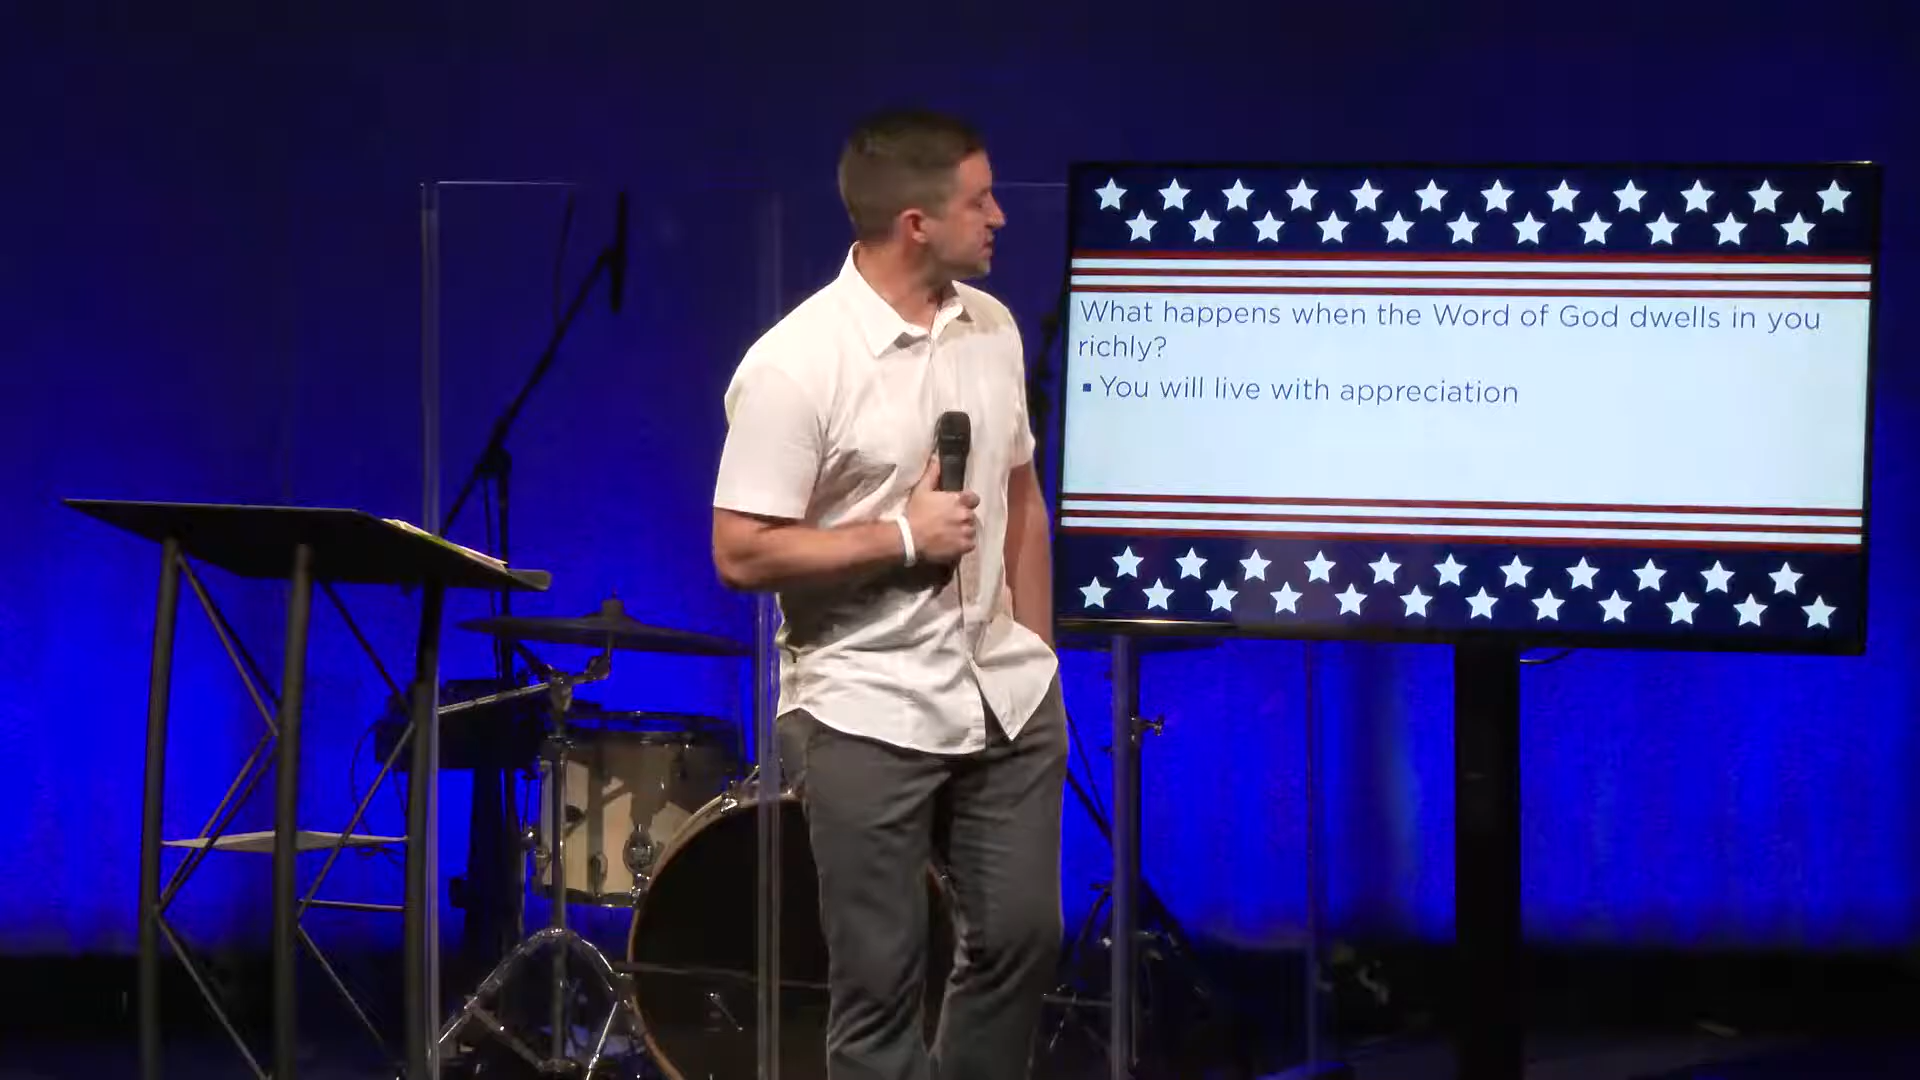 What happens when the Word of God dwells in you
richly?
▪ You will live with appreciation